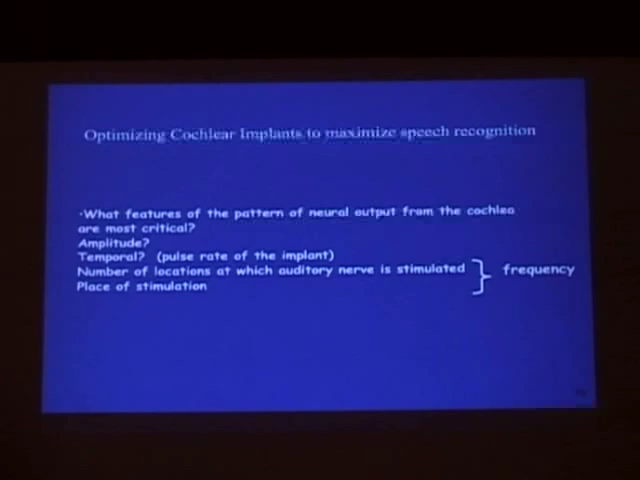 Optimizing Cochlear Implants to maximize speech recognition
•What features of the pattern of neural output from the cochlea
are most critical?
Amplitude?
Temporal? (pulse rate of the implant)
Number of locations at which auditory nerve is stimulated
Place of stimulation
frequency